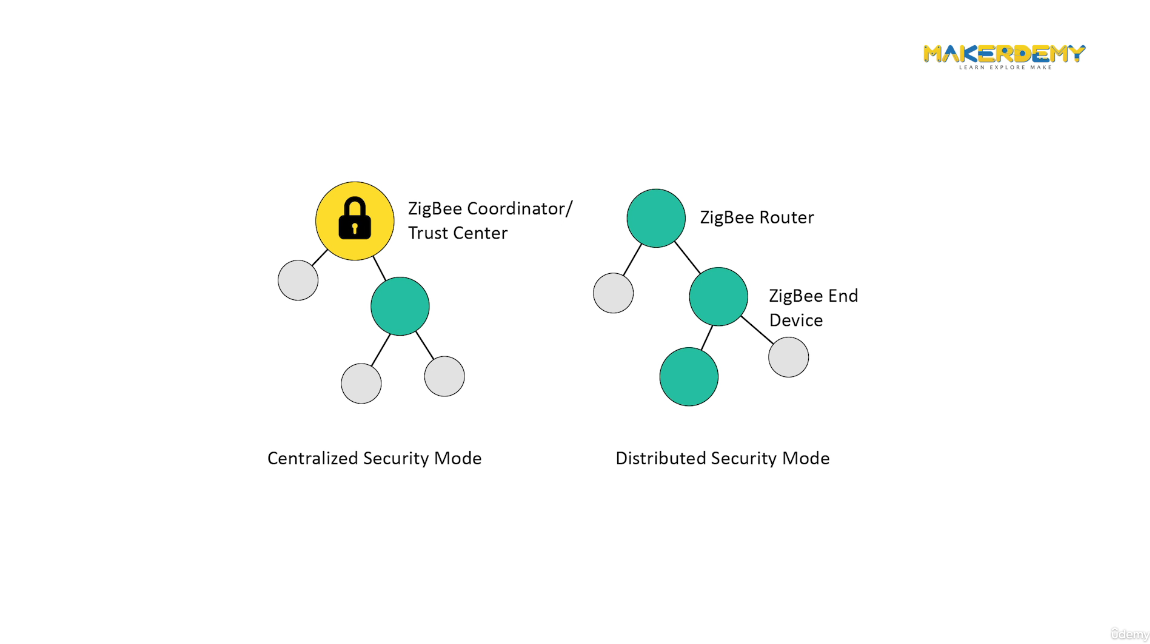 MAKERDEMY
LEARN EXPLORE MAKE
ZigBee Coordinator/
Trust Center
ZigBee Router
ZigBee End
Device
Centralized Security Mode
Distributed Security Mode
ûdemy